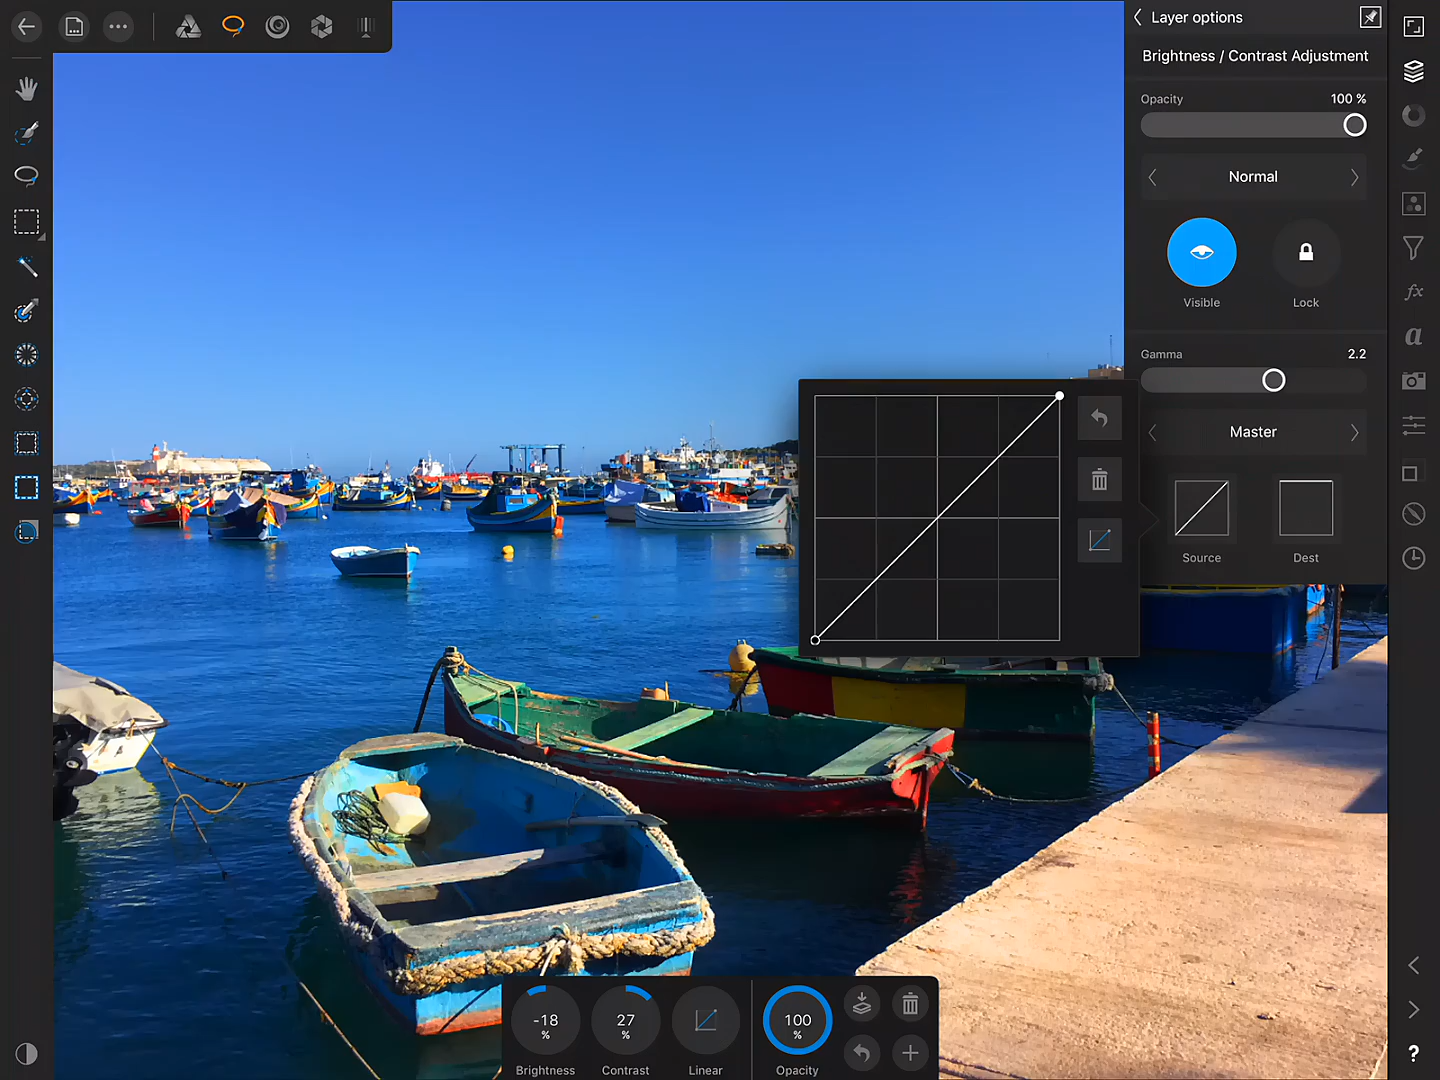 Layer options
Brightness / Contrast Adjustment
Opacity 100 %
Normal
Visible Lock
Gamma 2.2
Master
Source Dest
fx
a
-18 % 27 % 100 %
Brightness Contrast Linear Opacity
?